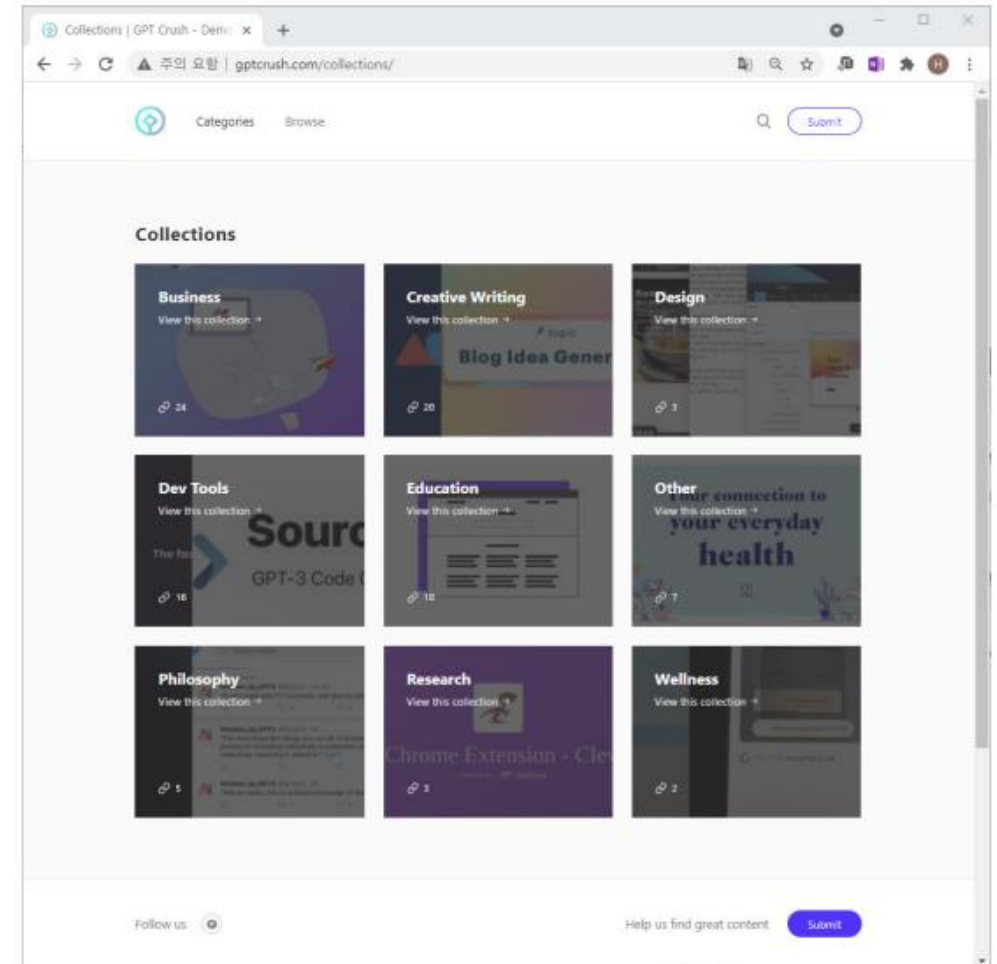 Collections | GPT Crush - Demo
주의 요함 | gptcrush.com/collections/
H
Categories Browse
Submit
Collections
Business
View this collection →
24
Creative Writing
View this collection →
topic
Blog Idea Gener
20
Design
View this collection →
3
Dev Tools
View this collection →
Sourc
GPT-3 Code
16
Education
View this collection →
10
Other
View this collection →
Your connection to
your everyday
health
7
Philosophy
View this collection →
5
Research
View this collection →
Chrome Extension - Clev
3
Wellness
View this collection →
2
Follow us
Help us find great content
Submit